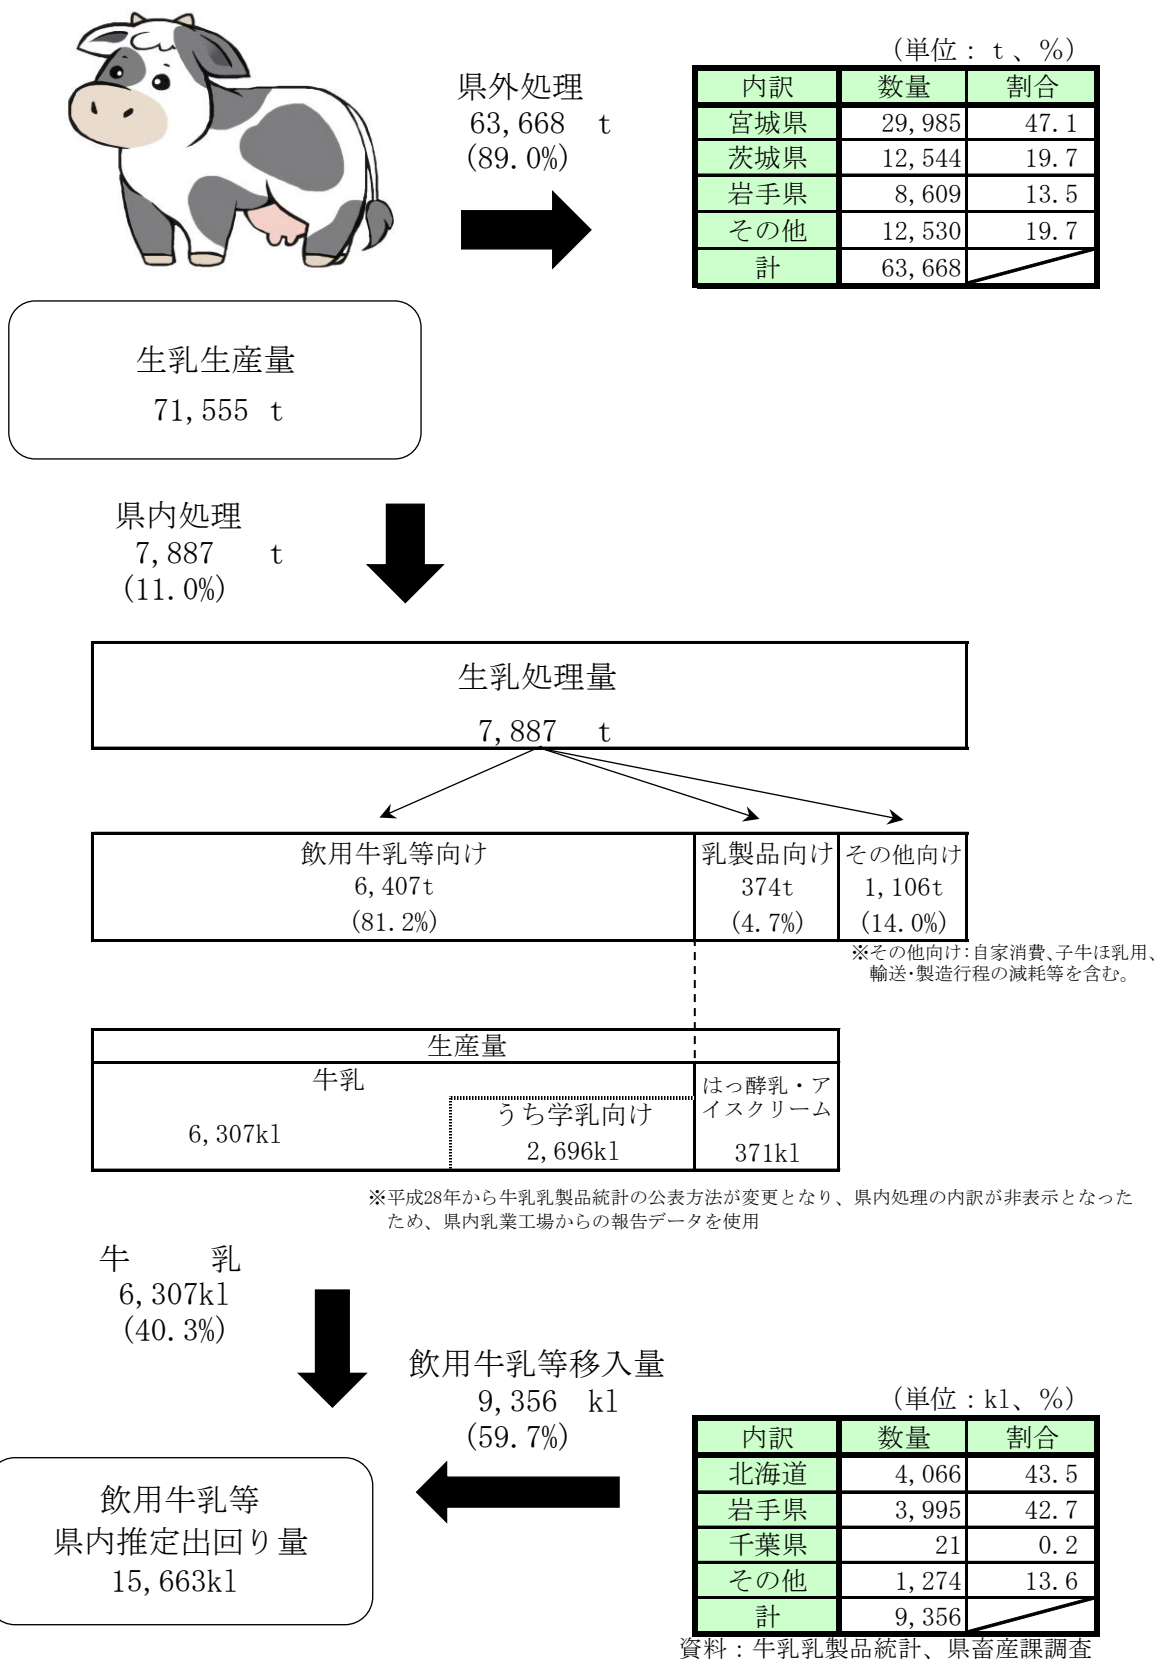 県外処理
63,668 t
(89.0%)
(単位：t、%)
内訳 数量 割合
宮城県 29,985 47.1
茨城県 12,544 19.7
岩手県 8,609 13.5
その他 12,530 19.7
計 63,668
生乳生産量
71,555 t
県内処理
7,887 t
(11.0%)
生乳処理量
7,887 t
飲用牛乳等向け 乳製品向け その他向け
6,407t 374t 1,106t
(81.2%) (4.7%) (14.0%)
※その他向け：自家消費、子牛ほ乳用、
輸送・製造行程の減耗等を含む。
生産量
牛乳
6,307kl
うち学乳向け
2,696kl
はっ酵乳・ア
イスクリーム
371kl
※平成28年から牛乳乳製品統計の公表方法が変更となり、県内処理の内訳が非表示となった
ため、県内乳業工場からの報告データを使用
牛 乳
6,307kl
(40.3%)
飲用牛乳等移入量
9,356 kl
(59.7%)
(単位：kl、%)
内訳 数量 割合
北海道 4,066 43.5
岩手県 3,995 42.7
千葉県 21 0.2
その他 1,274 13.6
計 9,356
飲用牛乳等
県内推定出回り量
15,663kl
資料：牛乳乳製品統計、県畜産課調査